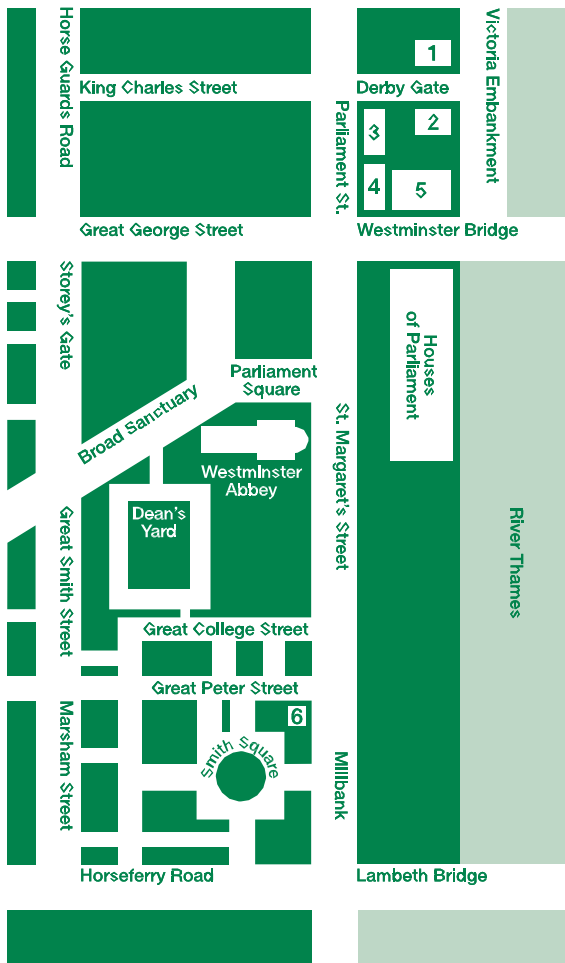 Horse Guards Road
Victoria Embankment
1
King Charles Street
Derby Gate
Parliament St.
3
2
4
5
Great George Street
Westminster Bridge
Storey's Gate
Houses
of Parliament
Parliament
Square
Broad Sanctuary
St. Margaret's Street
Westminster
Abbey
Dean's
Yard
Great Smith Street
River Thames
Great College Street
Great Peter Street
Marsham Street
6
Smith Square
Millbank
Horseferry Road
Lambeth Bridge